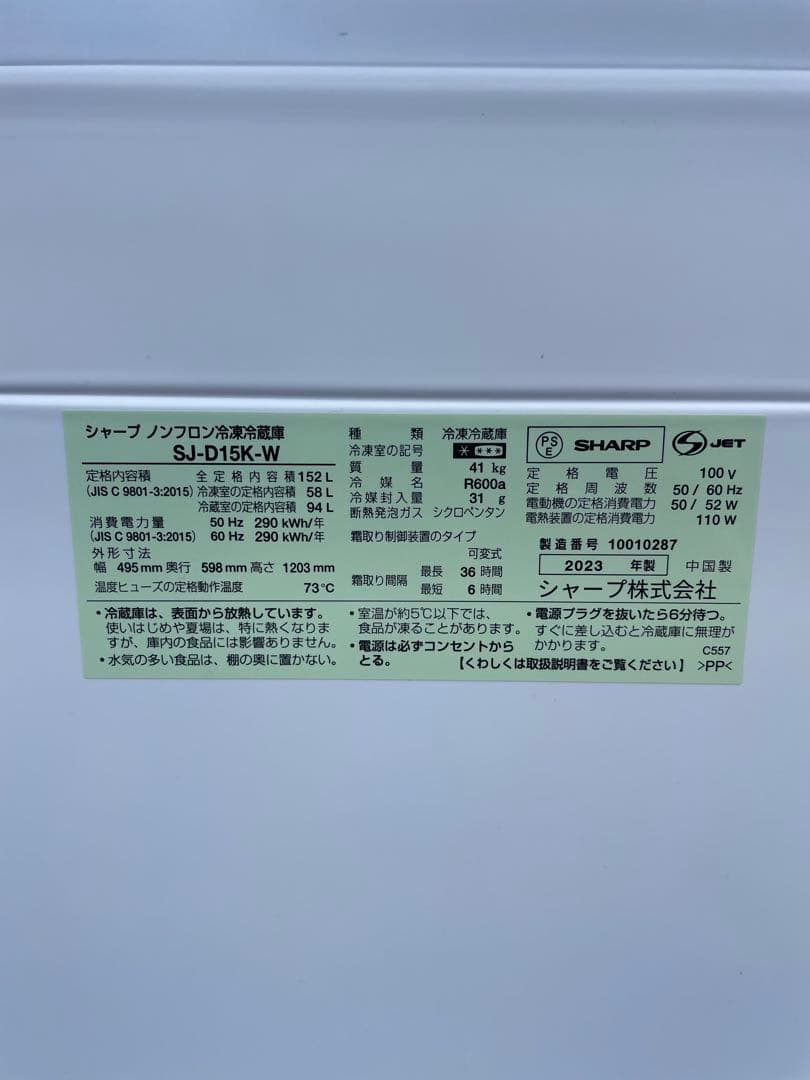 シャープ ノンフロン冷凍冷蔵庫
SJ-D15K-W
定格内容積 全定格内容積 152 L
(JIS C 9801-3:2015) 冷凍室の定格内容積 58 L
冷蔵室の定格内容積 94 L
消費電力量 50 Hz 290 kWh/年
(JIS C 9801-3:2015) 60 Hz 290 kWh/年
外形寸法
幅 495 mm 奥行 598 mm 高さ 1203 mm
温度ヒューズの定格動作温度 73℃
種類 冷凍冷蔵庫
冷凍室の記号 * ***
質量 41 kg
冷媒名 R600a
冷媒封入量 31 g
断熱発泡ガス シクロペンタン
霜取り制御装置のタイプ
可変式
霜取り間隔 最長 36 時間
最短 6 時間
PSE SHARP S JET
定格電圧 100 V
定格周波数 50 / 60 Hz
電動機の定格消費電力 50 / 52 W
電熱装置の定格消費電力 110 W
製造番号 10010287
2023 年製 中国製
シャープ株式会社
・冷蔵庫は、表面から放熱しています。
使いはじめや夏場は、特に熱くなりま
すが、庫内の食品には影響ありません。
・水気の多い食品は、棚の奥に置かない。
・室温が約5℃以下では、
食品が凍ることがあります。
・電源は必ずコンセントから
とる。
・電源プラグを抜いたら6分待つ。
すぐに差し込むと冷蔵庫に無理が
かかります。 C557
【くわしくは取扱説明書をご覧ください】 >PP<